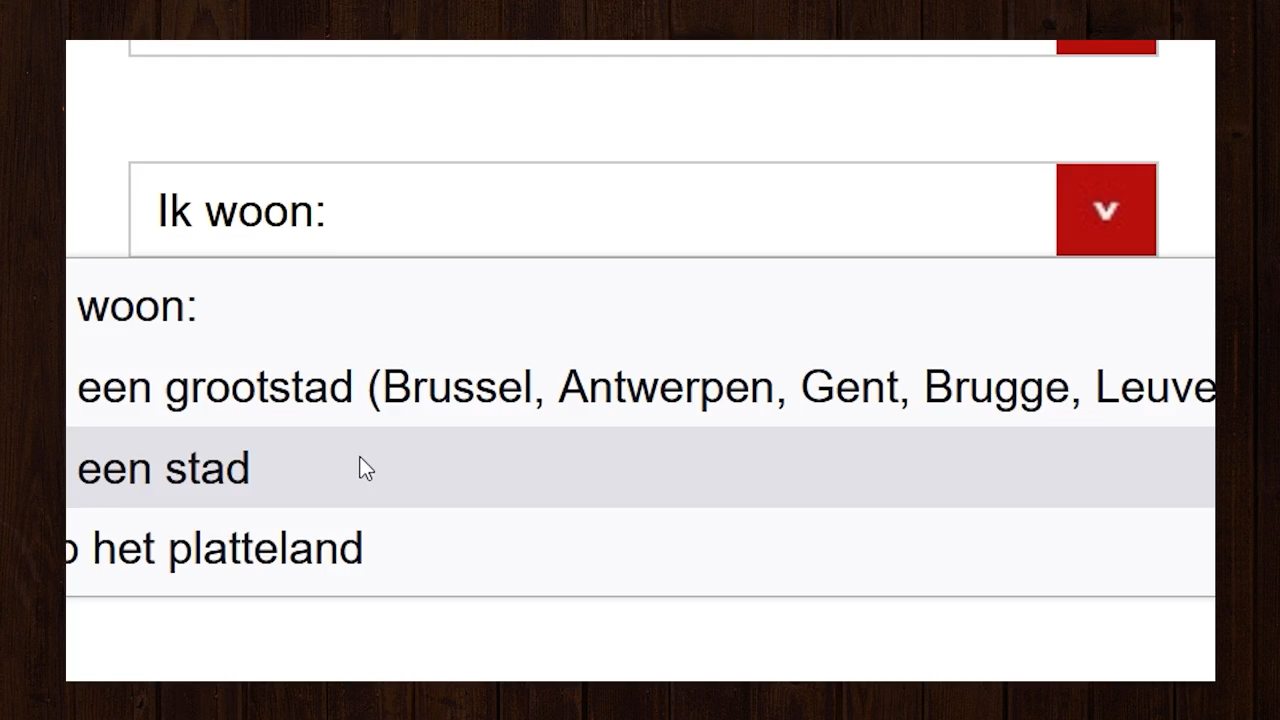 Ik woon:
woon:
een grootstad (Brussel, Antwerpen, Gent, Brugge, Leuve
een stad
het platteland